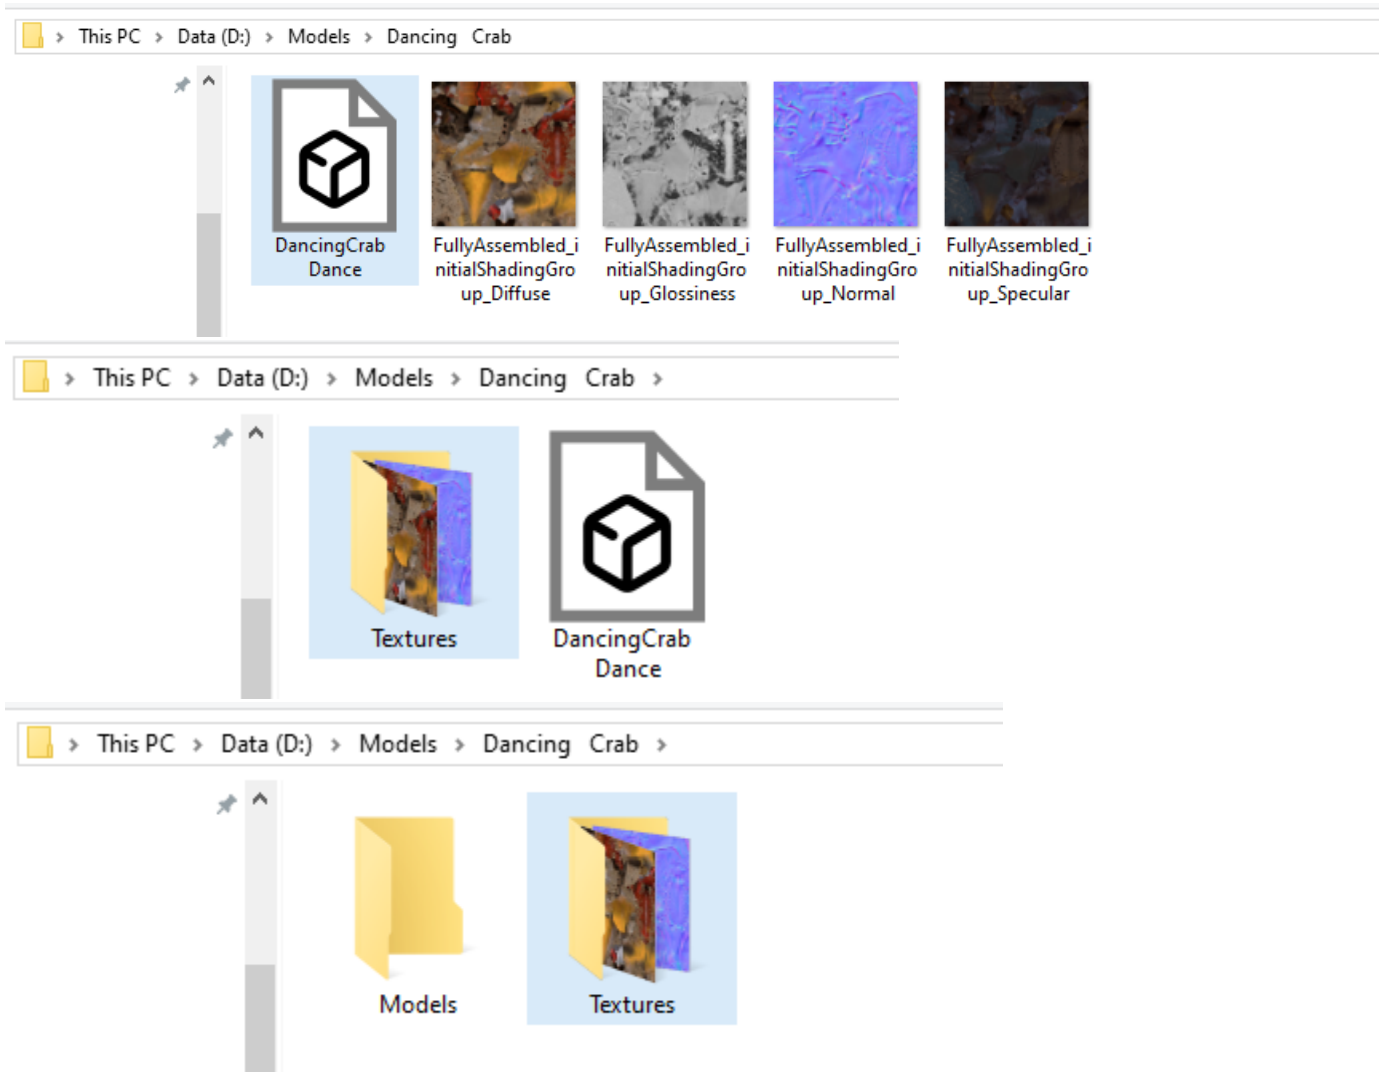 This PC > Data (D:) > Models > Dancing Crab
DancingCrab
Dance
FullyAssembled_i
nitialShadingGro
up_Diffuse
FullyAssembled_i
nitialShadingGro
up_Glossiness
FullyAssembled_i
nitialShadingGro
up_Normal
FullyAssembled_i
nitialShadingGro
up_Specular
This PC > Data (D:) > Models > Dancing Crab >
Textures
DancingCrab
Dance
This PC > Data (D:) > Models > Dancing Crab >
Models
Textures